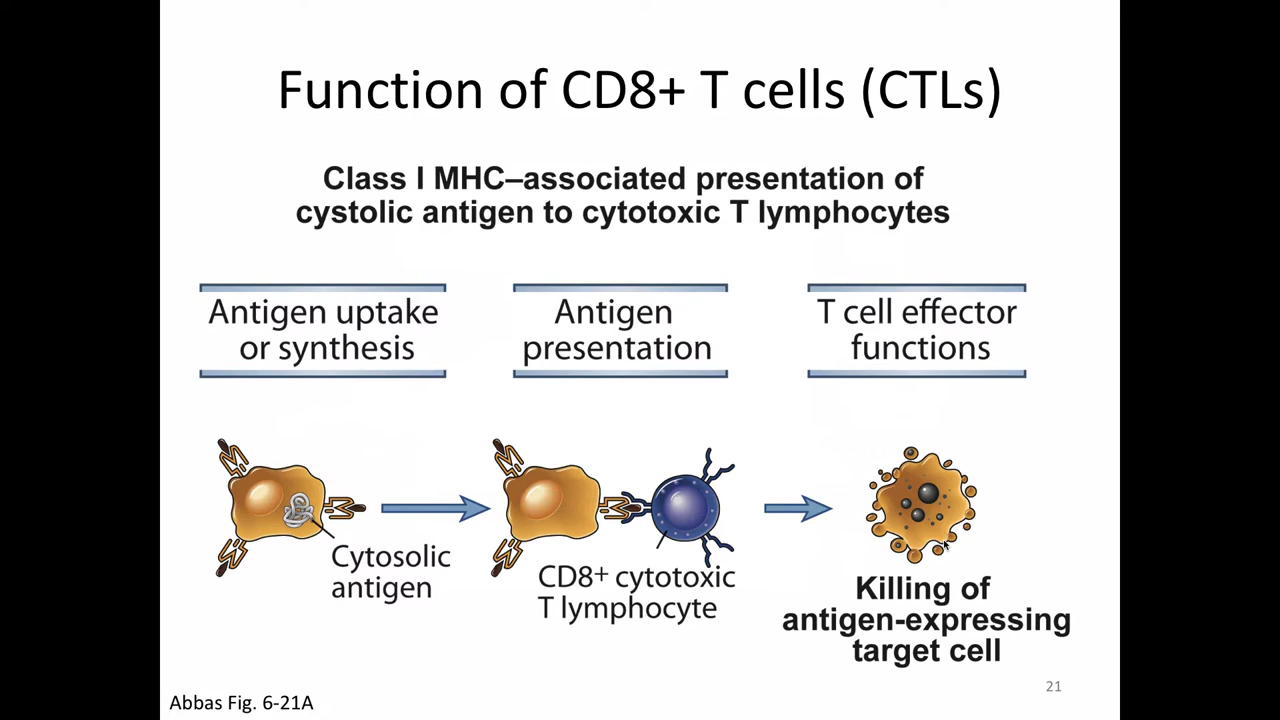 Function of CD8+ T cells (CTLs)
Class I MHC–associated presentation of
cystolic antigen to cytotoxic T lymphocytes
Antigen uptake
or synthesis
Antigen
presentation
T cell effector
functions
Cytosolic
antigen
CD8+ cytotoxic
T lymphocyte
Killing of
antigen-expressing
target cell
21
Abbas Fig. 6-21A